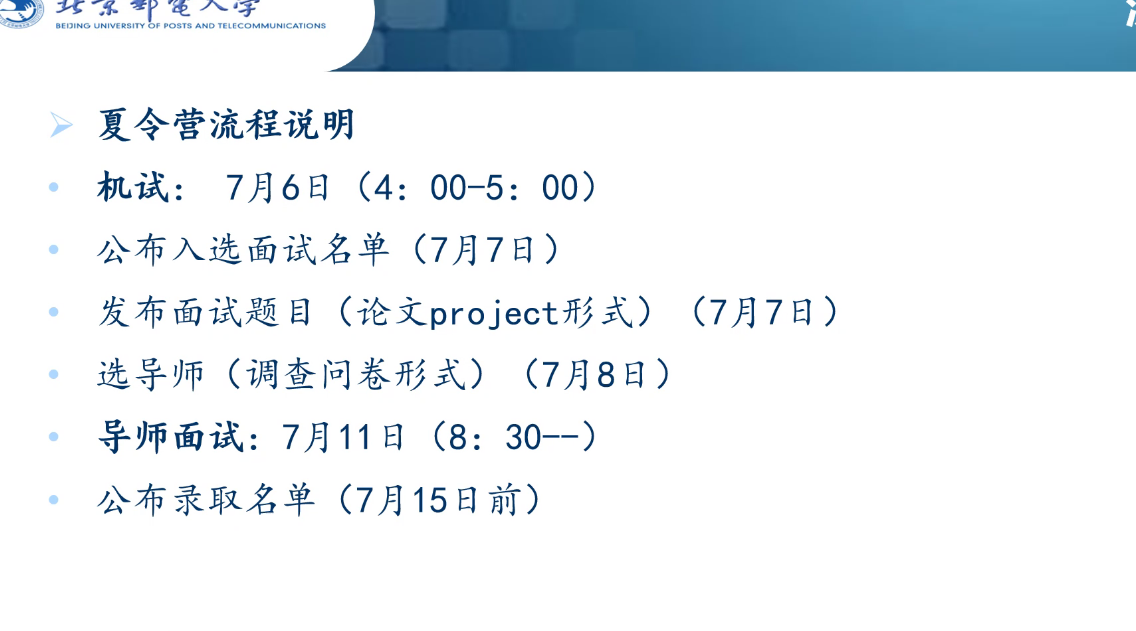 北京邮电大学
BEIJING UNIVERSITY OF POSTS AND TELECOMMUNICATIONS
夏令营流程说明
机试： 7月6日（4：00-5：00）
公布入选面试名单（7月7日）
发布面试题目（论文project形式）（7月7日）
选导师（调查问卷形式）（7月8日）
导师面试：7月11日（8：30--）
公布录取名单（7月15日前）